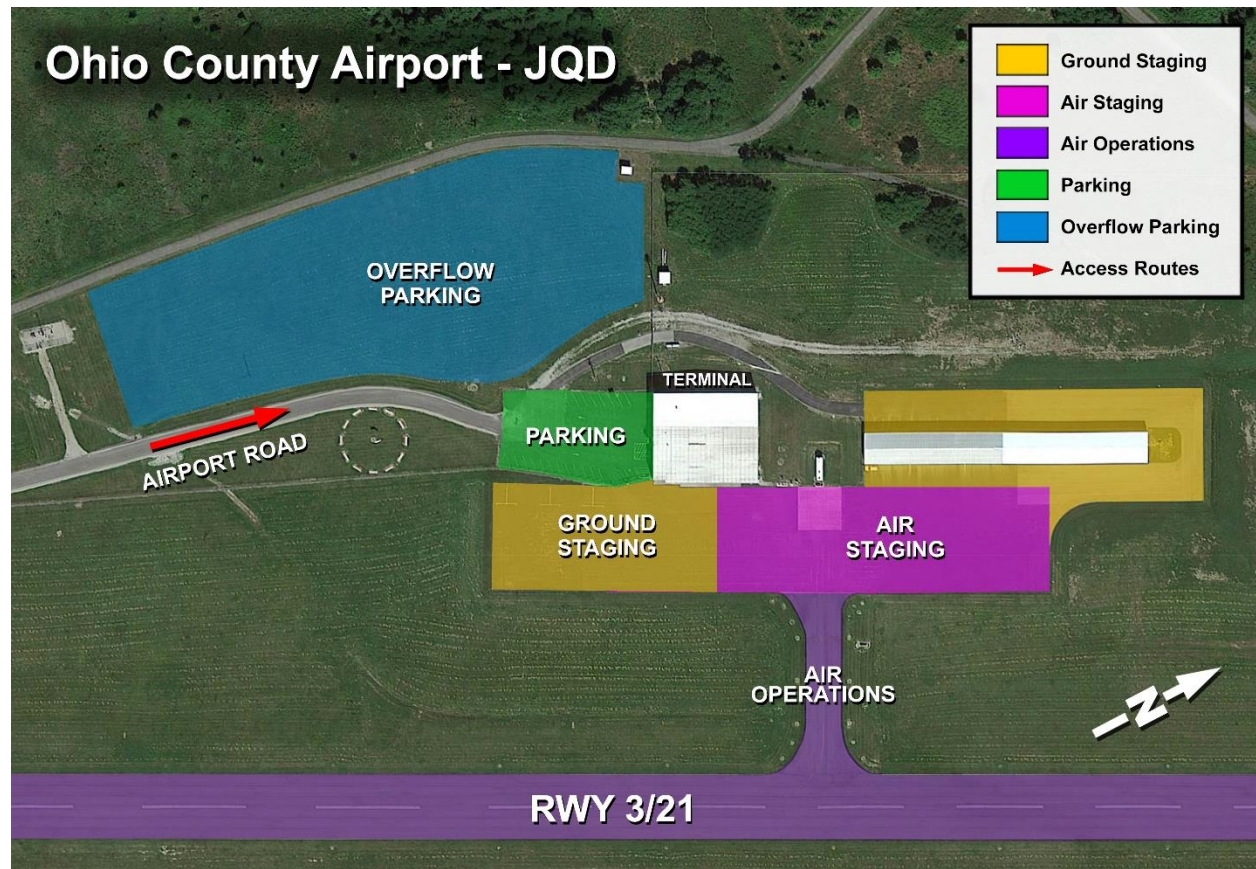 Ohio County Airport - JQD
Ground Staging
Air Staging
Air Operations
Parking
Overflow Parking
Access Routes
OVERFLOW
PARKING
TERMINAL
PARKING
AIRPORT ROAD
GROUND
STAGING
AIR
STAGING
AIR
OPERATIONS
N
RWY 3/21